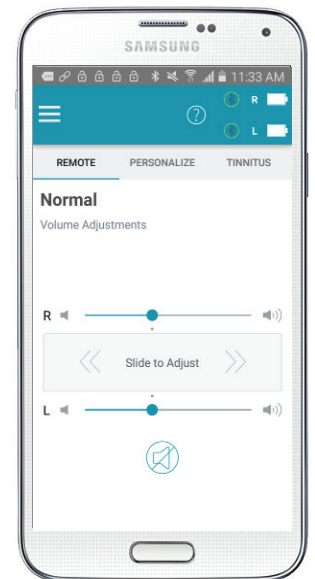 SAMSUNG
11:33 AM
R
?
L
REMOTE PERSONALIZE TINNITUS
Normal
Volume Adjustments
R
Slide to Adjust
L